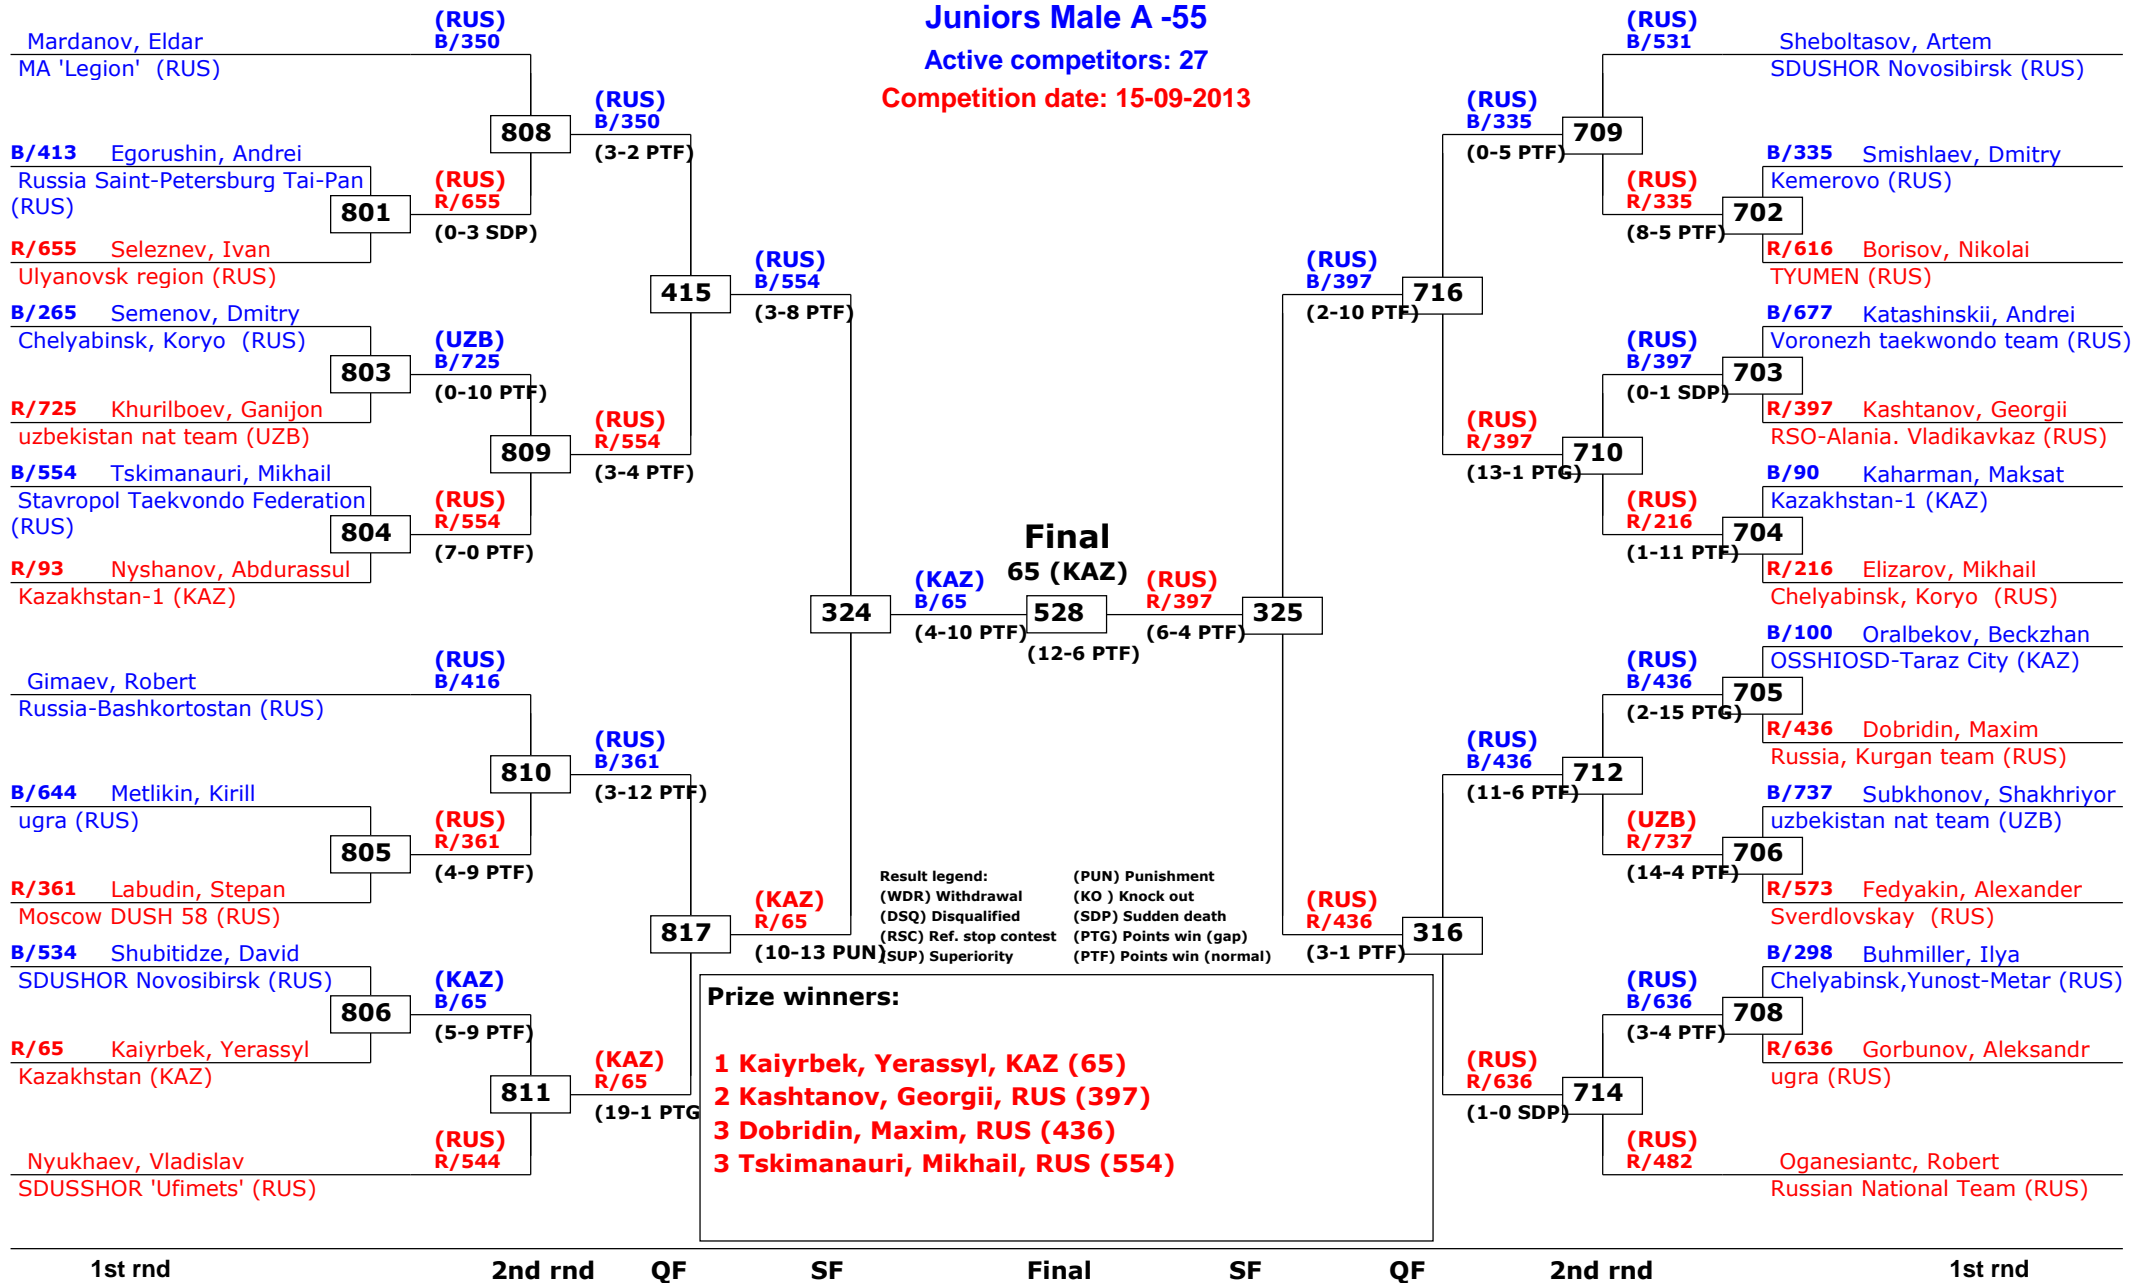 Juniors Male A -55
Active competitors: 27
Competition date: 15-09-2013
Mardanov, Eldar
MA 'Legion' (RUS)
(RUS)
B/350
808
(RUS)
B/350
(3-2 PTF)
B/413 Egorushin, Andrei
Russia Saint-Petersburg Tai-Pan
(RUS)
801
(RUS)
R/655
(0-3 SDP)
R/655 Seleznev, Ivan
Ulyanovsk region (RUS)
415
(RUS)
B/554
(3-8 PTF)
B/265 Semenov, Dmitry
Chelyabinsk, Koryo (RUS)
803
(UZB)
B/725
(0-10 PTF)
R/725 Khurilboev, Ganijon
uzbekistan nat team (UZB)
809
(RUS)
R/554
(3-4 PTF)
B/554 Tskimanauri, Mikhail
Stavropol Taekvondo Federation
(RUS)
804
(RUS)
R/554
(7-0 PTF)
R/93 Nyshanov, Abdurassul
Kazakhstan-1 (KAZ)
324
(KAZ)
B/65
(4-10 PTF)
Final
65 (KAZ)
528
(12-6 PTF)
(RUS)
R/397
(6-4 PTF)
325
Gimaev, Robert
Russia-Bashkortostan (RUS)
(RUS)
B/416
810
(RUS)
B/361
(3-12 PTF)
B/644 Metlikin, Kirill
ugra (RUS)
805
(RUS)
R/361
(4-9 PTF)
R/361 Labudin, Stepan
Moscow DUSH 58 (RUS)
817
(KAZ)
R/65
(10-13 PUN)
B/534 Shubitidze, David
SDUSHOR Novosibirsk (RUS)
806
(KAZ)
B/65
(5-9 PTF)
R/65 Kaiyrbek, Yerassyl
Kazakhstan (KAZ)
811
(KAZ)
R/65
(19-1 PTG
Nyukhaev, Vladislav
SDUSSHOR 'Ufimets' (RUS)
(RUS)
R/544
(RUS)
B/531
Sheboltasov, Artem
SDUSHOR Novosibirsk (RUS)
(RUS)
B/335
(0-5 PTF)
709
B/335 Smishlaev, Dmitry
Kemerovo (RUS)
(RUS)
R/335
(8-5 PTF)
702
R/616 Borisov, Nikolai
TYUMEN (RUS)
(RUS)
B/397
(2-10 PTF)
716
B/677 Katashinskii, Andrei
Voronezh taekwondo team (RUS)
(RUS)
B/397
(0-1 SDP)
703
R/397 Kashtanov, Georgii
RSO-Alania. Vladikavkaz (RUS)
(RUS)
R/397
(13-1 PTG)
710
B/90 Kaharman, Maksat
Kazakhstan-1 (KAZ)
(RUS)
R/216
(1-11 PTF)
704
R/216 Elizarov, Mikhail
Chelyabinsk, Koryo (RUS)
B/100 Oralbekov, Beckzhan
OSSHIOSD-Taraz City (KAZ)
(RUS)
B/436
(2-15 PTG)
705
R/436 Dobridin, Maxim
Russia, Kurgan team (RUS)
(RUS)
B/436
(11-6 PTF)
712
B/737 Subkhonov, Shakhriyor
uzbekistan nat team (UZB)
(UZB)
R/737
(14-4 PTF)
706
R/573 Fedyakin, Alexander
Sverdlovskay (RUS)
(RUS)
R/436
(3-1 PTF)
316
B/298 Buhmiller, Ilya
Chelyabinsk,Yunost-Metar (RUS)
(RUS)
B/636
(3-4 PTF)
708
R/636 Gorbunov, Aleksandr
ugra (RUS)
(RUS)
R/636
(1-0 SDP)
714
(RUS)
R/482
Oganesiantc, Robert
Russian National Team (RUS)
Result legend: (PUN) Punishment
(WDR) Withdrawal (KO ) Knock out
(DSQ) Disqualified (SDP) Sudden death
(RSC) Ref. stop contest (PTG) Points win (gap)
(SUP) Superiority (PTF) Points win (normal)
Prize winners:
1 Kaiyrbek, Yerassyl, KAZ (65)
2 Kashtanov, Georgii, RUS (397)
3 Dobridin, Maxim, RUS (436)
3 Tskimanauri, Mikhail, RUS (554)
1st rnd 2nd rnd QF SF Final SF QF 2nd rnd 1st rnd